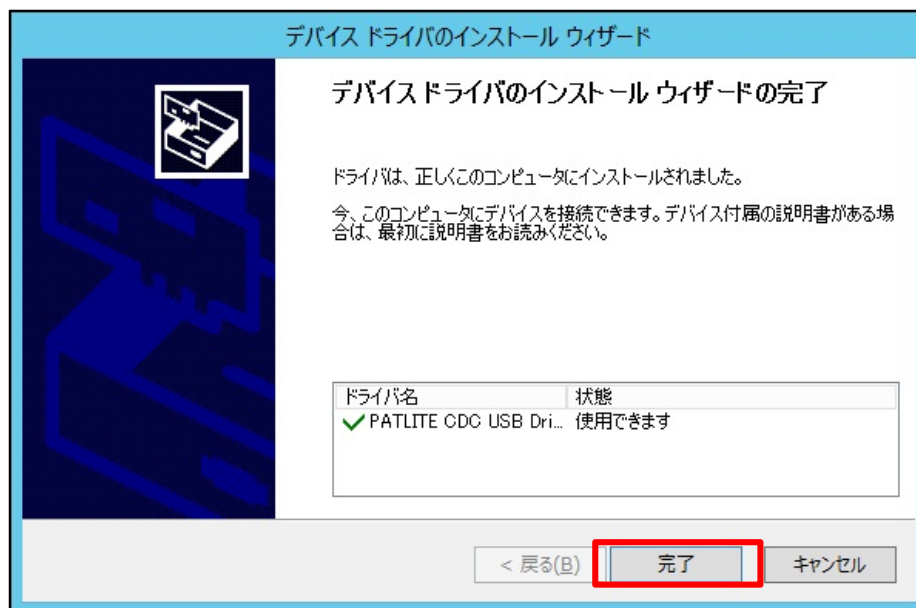 デバイス ドライバのインストール ウィザード
デバイス ドライバのインストール ウィザードの完了
ドライバは、正しくこのコンピュータにインストールされました。
今、このコンピュータにデバイスを接続できます。デバイス付属の説明書がある場
合は、最初に説明書をお読みください。
ドライバ名 状態
PATLITE CDC USB Dri... 使用できます
< 戻る(B) 完了 キャンセル